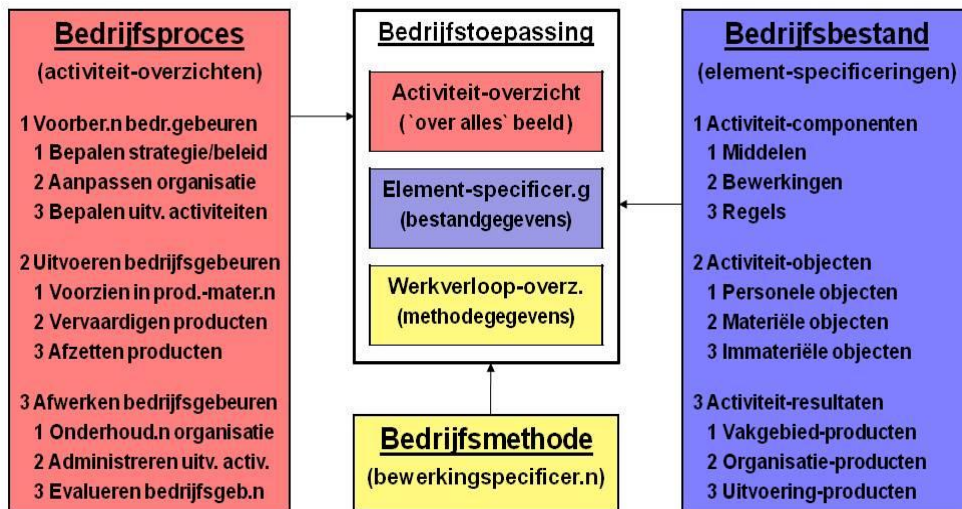 Bedrijfsproces
(activiteit-overzichten)
1 Voorber.n bedr.gebeuren
1 Bepalen strategie/beleid
2 Aanpassen organisatie
3 Bepalen uitv. activiteiten
2 Uitvoeren bedrijfsgebeuren
1 Voorzien in prod.-mater.n
2 Vervaardigen producten
3 Afzetten producten
3 Afwerken bedrijfsgebeuren
1 Onderhoud.n organisatie
2 Administreren uitv. activ.
3 Evalueren bedrijfsgeb.n
Bedrijfstoepassing
Activiteit-overzicht
(`over alles` beeld)
Element-specificer.g
(bestandgegevens)
Werkverloop-overz.
(methodegegevens)
Bedrijfsmethode
(bewerkingspecificer.n)
Bedrijfsbestand
(element-specificeringen)
1 Activiteit-componenten
1 Middelen
2 Bewerkingen
3 Regels
2 Activiteit-objecten
1 Personele objecten
2 Materiële objecten
3 Immateriële objecten
3 Activiteit-resultaten
1 Vakgebied-producten
2 Organisatie-producten
3 Uitvoering-producten